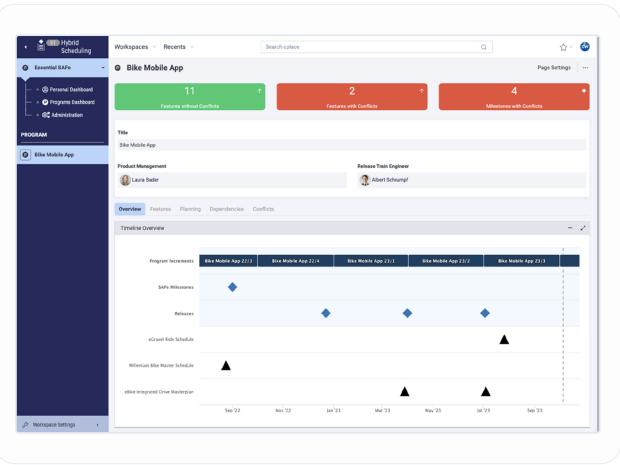 Hybrid
Scheduling
Workspaces
Recents
Search cplace
Essential SAFe
Bike Mobile App
Page Settings
Personal Dashboard
Programs Dashboard
Administration
11
Features without Conflicts
2
Features with Conflicts
4
Milestones with Conflicts
PROGRAM
Bike Mobile App
Title
Bike Mobile App
Product Management
Release Train Engineer
Laura Sader
Albert Schrumpf
Overview Features Planning Dependencies Conflicts
Timeline Overview
Program Increments
Bike Mobile App 22/3 Bike Mobile App 22/4 Bike Mobile App 23/1 Bike Mobile App 23/2 Bike Mobile App 23/3
SAFe Milestones
Releases
eGravel Ride Schedule
Millenium Bike Master Schedule
eBike Integrated Drive Masterplan
Sep '22 Nov '22 Jan '23 Mar '23 May '23 Jul '23 Sep '23
Workspace Settings